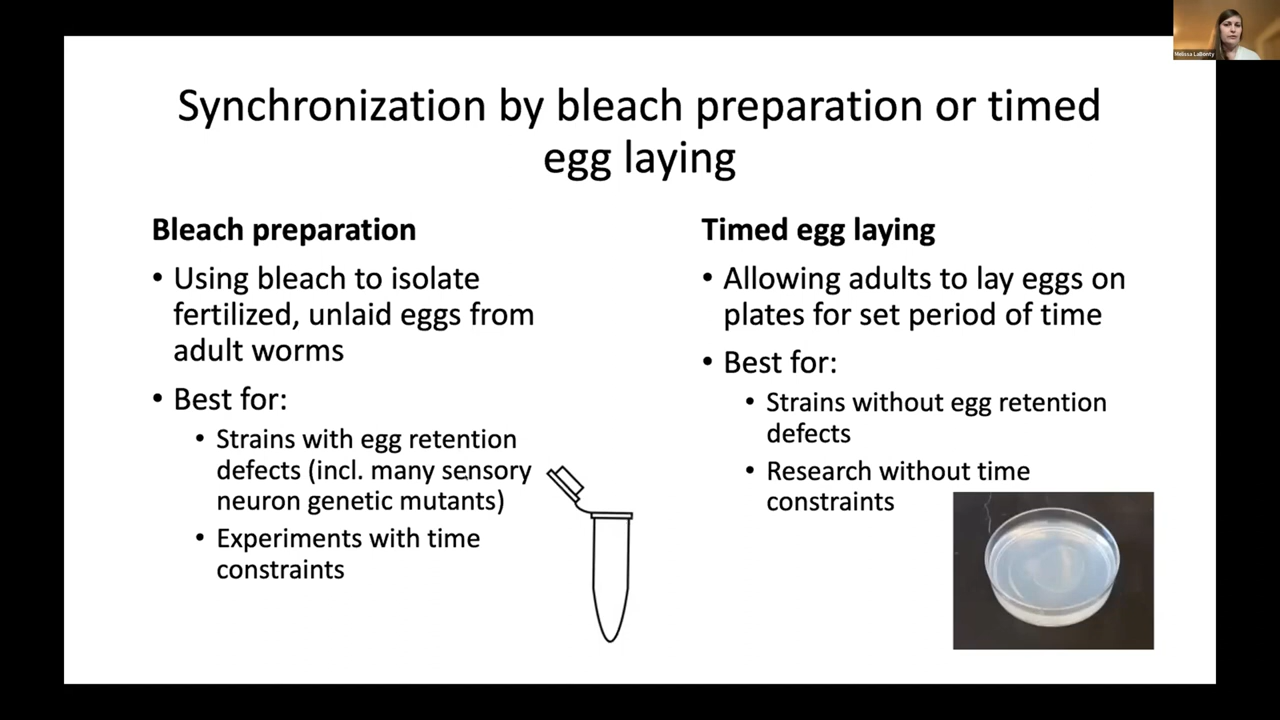 Melissa LaBonty
Synchronization by bleach preparation or timed
egg laying
Bleach preparation
• Using bleach to isolate
fertilized, unlaid eggs from
adult worms
• Best for:
• Strains with egg retention
defects (incl. many sensory
neuron genetic mutants)
• Experiments with time
constraints
Timed egg laying
• Allowing adults to lay eggs on
plates for set period of time
• Best for:
• Strains without egg retention
defects
• Research without time
constraints